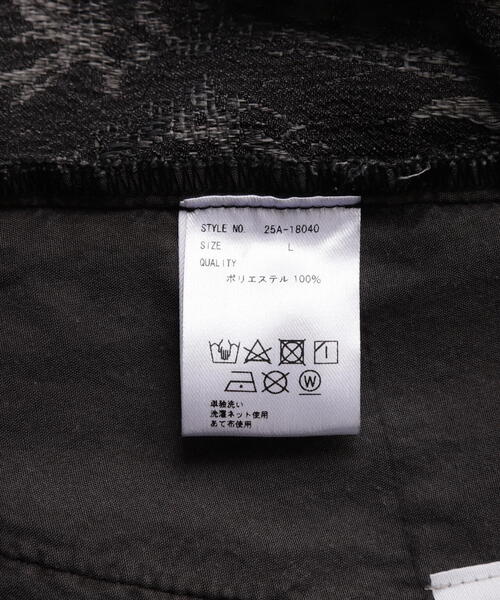 STYLE NO. 25A-18040
SIZE L
QUALITY
ポリエステル 100%
W
単独洗い
洗濯ネット使用
あて布使用